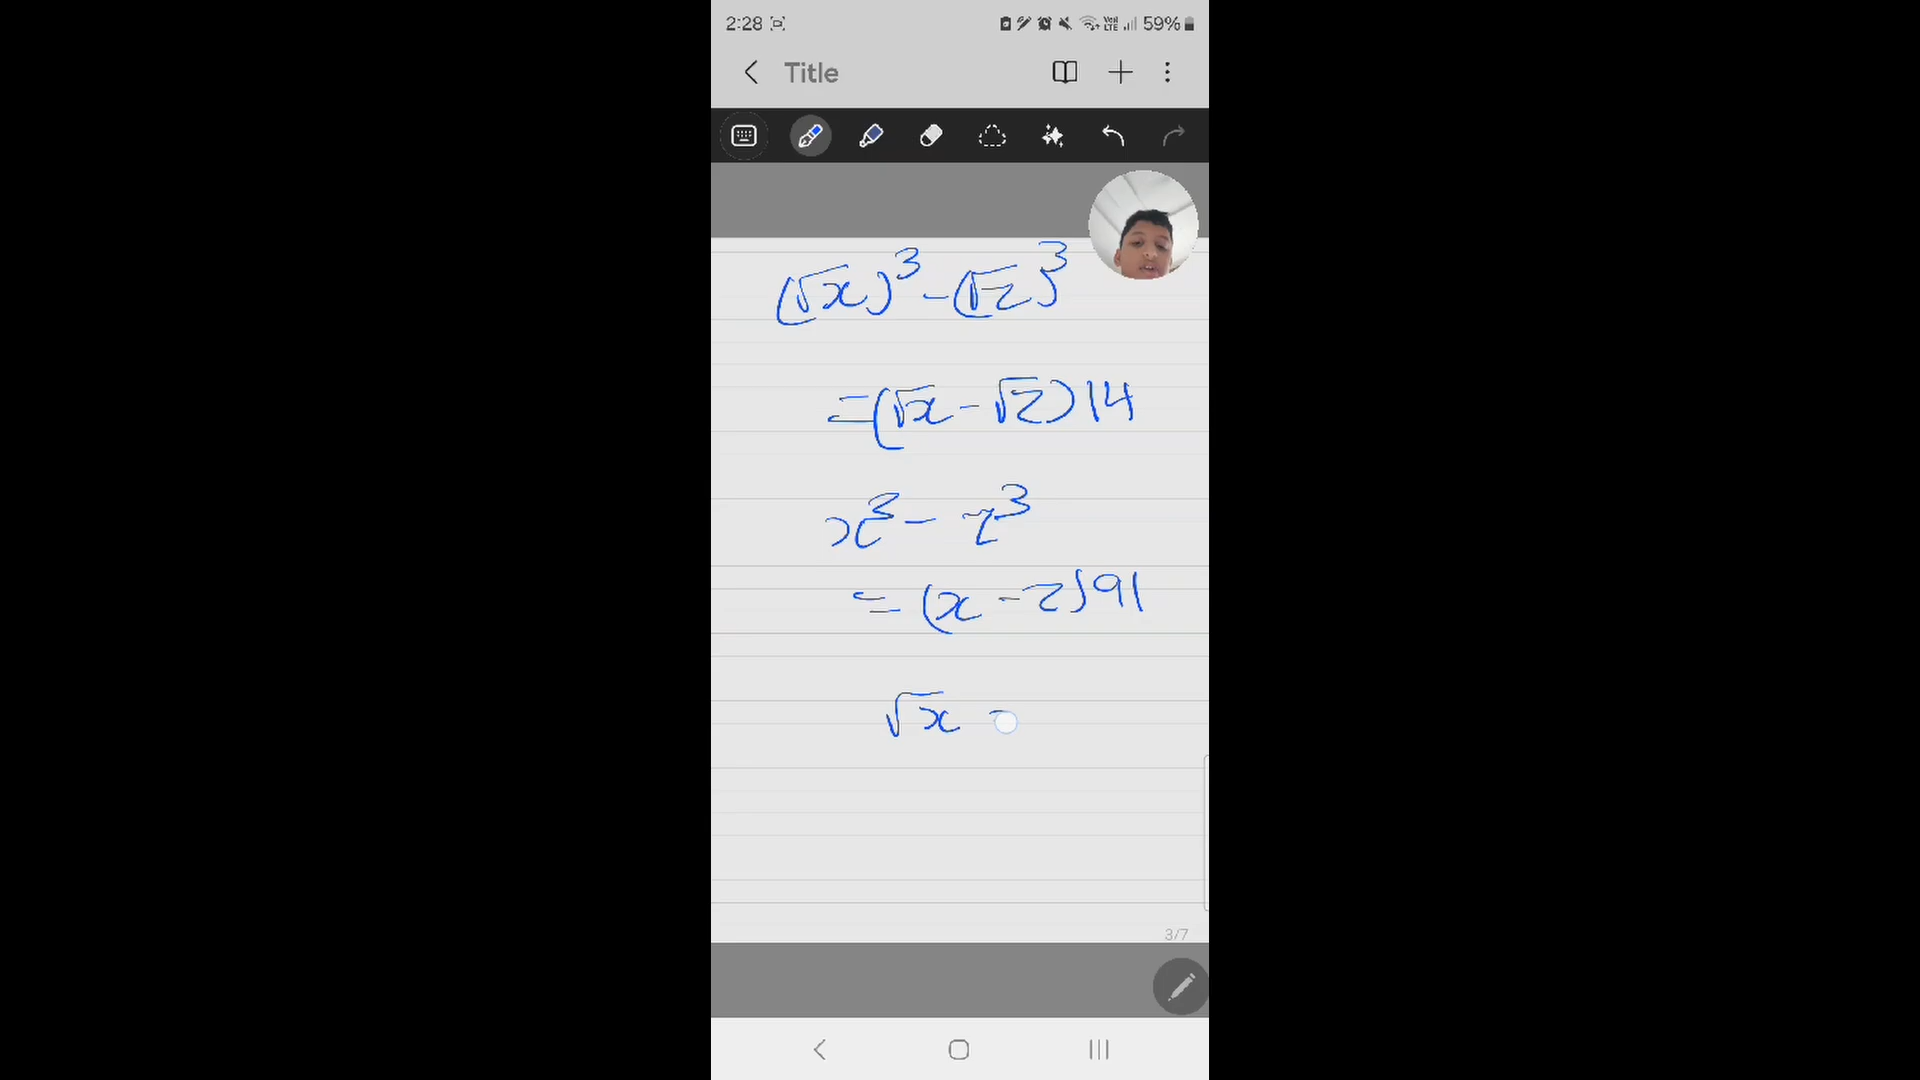 2:28 59%
Title
(√x)³ - (√z)³
= (√x - √z) 14
x³ - z³
= (x - z) 91
√x =
3/7